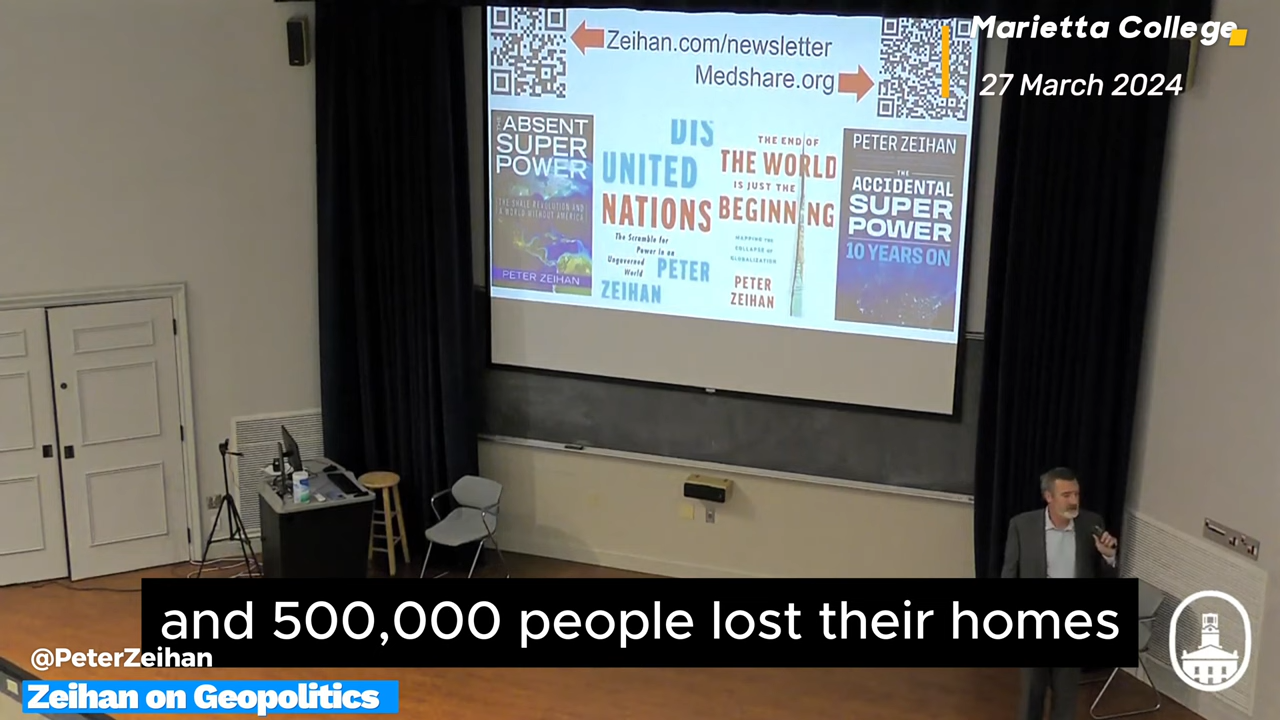 Marietta College
27 March 2024
Zeihan.com/newsletter
Medshare.org
THE ABSENT
SUPER
POWER
THE SHALE REVOLUTION AND
A WORLD WITHOUT AMERICA
PETER ZEIHAN
DIS
UNITED
NATIONS
The Scramble for
Power in an
Ungoverned
World
PETER
ZEIHAN
THE END OF
THE WORLD
IS JUST THE
BEGINNING
MAPPING THE
COLLAPSE OF
GLOBALIZATION
PETER
ZEIHAN
PETER ZEIHAN
THE
ACCIDENTAL
SUPER
POWER
10 YEARS ON
and 500,000 people lost their homes
@PeterZeihan
Zeihan on Geopolitics